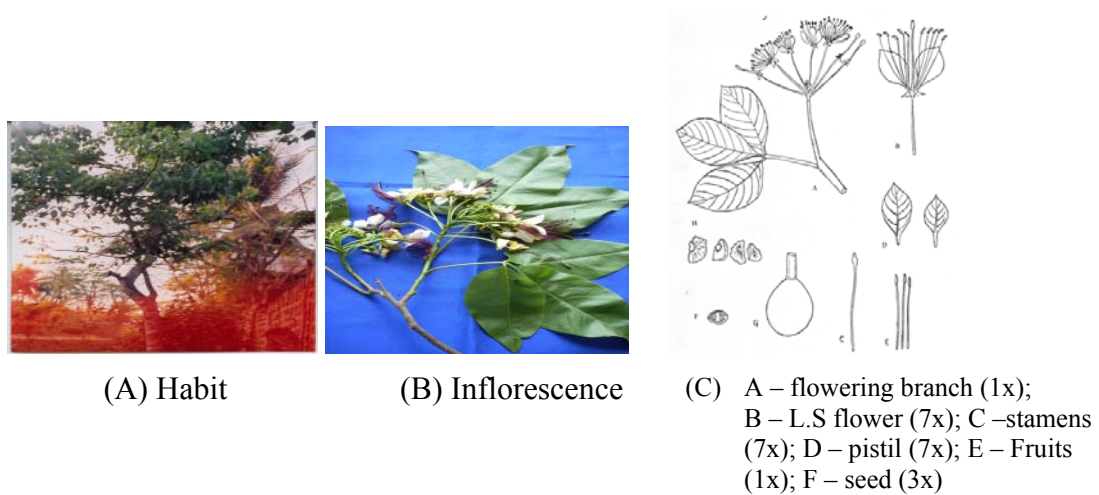 A
D
G
C
E
(A) Habit
(B) Inflorescence
(C) A – flowering branch (1x);
B – L.S flower (7x); C –stamens
(7x); D – pistil (7x); E – Fruits
(1x); F – seed (3x)